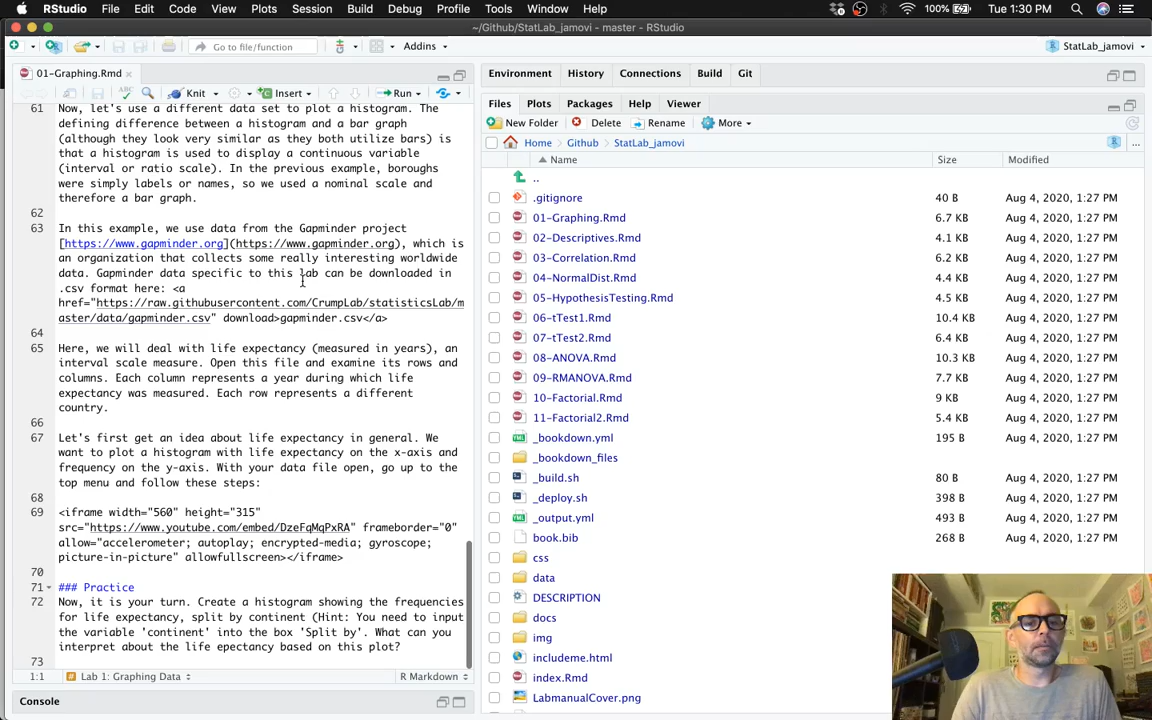 RStudio File Edit Code View Plots Session Build Debug Profile Tools Window Help 100% Tue 1:30 PM
~/Github/StatLab_jamovi - master - RStudio
Go to file/function Addins StatLab_jamovi
01-Graphing.Rmd
Knit Insert Run
61 Now, let's use a different data set to plot a histogram. The
defining difference between a histogram and a bar graph
(although they look very similar as they both utilize bars) is
that a histogram is used to display a continuous variable
(interval or ratio scale). In the previous example, boroughs
were simply labels or names, so we used a nominal scale and
therefore a bar graph.
62
63 In this example, we use data from the Gapminder project
[https://www.gapminder.org](https://www.gapminder.org), which is
an organization that collects some really interesting worldwide
data. Gapminder data specific to this lab can be downloaded in
.csv format here: <a
href="https://raw.githubusercontent.com/CrumpLab/statisticsLab/m
aster/data/gapminder.csv" download>gapminder.csv</a>
64
65 Here, we will deal with life expectancy (measured in years), an
interval scale measure. Open this file and examine its rows and
columns. Each column represents a year during which life
expectancy was measured. Each row represents a different
country.
66
67 Let's first get an idea about life expectancy in general. We
want to plot a histogram with life expectancy on the x-axis and
frequency on the y-axis. With your data file open, go up to the
top menu and follow these steps:
68
69 <iframe width="560" height="315"
src="https://www.youtube.com/embed/DzeFqMqPxRA" frameborder="0"
allow="accelerometer; autoplay; encrypted-media; gyroscope;
picture-in-picture" allowfullscreen></iframe>
70
71 ### Practice
72 Now, it is your turn. Create a histogram showing the frequencies
for life expectancy, split by continent (Hint: You need to input
the variable 'continent' into the box 'Split by'. What can you
interpret about the life epectancy based on this plot?
73
1:1 # Lab 1: Graphing Data R Markdown
Console
Environment History Connections Build Git
Files Plots Packages Help Viewer
New Folder Delete Rename More
Home Github StatLab_jamovi ...
Name Size Modified
..
.gitignore 40 B Aug 4, 2020, 1:27 PM
01-Graphing.Rmd 6.7 KB Aug 4, 2020, 1:27 PM
02-Descriptives.Rmd 4.1 KB Aug 4, 2020, 1:27 PM
03-Correlation.Rmd 6.2 KB Aug 4, 2020, 1:27 PM
04-NormalDist.Rmd 4.4 KB Aug 4, 2020, 1:27 PM
05-HypothesisTesting.Rmd 4.5 KB Aug 4, 2020, 1:27 PM
06-tTest1.Rmd 10.4 KB Aug 4, 2020, 1:27 PM
07-tTest2.Rmd 6.4 KB Aug 4, 2020, 1:27 PM
08-ANOVA.Rmd 10.3 KB Aug 4, 2020, 1:27 PM
09-RMANOVA.Rmd 7.7 KB Aug 4, 2020, 1:27 PM
10-Factorial.Rmd 9 KB Aug 4, 2020, 1:27 PM
11-Factorial2.Rmd 5.4 KB Aug 4, 2020, 1:27 PM
_bookdown.yml 195 B Aug 4, 2020, 1:27 PM
_bookdown_files
_build.sh 80 B Aug 4, 2020, 1:27 PM
_deploy.sh 398 B Aug 4, 2020, 1:27 PM
_output.yml 493 B Aug 4, 2020, 1:27 PM
book.bib 268 B Aug 4, 2020, 1:27 PM
css
data
DESCRIPTION
docs
img
includeme.html
index.Rmd
LabmanualCover.png